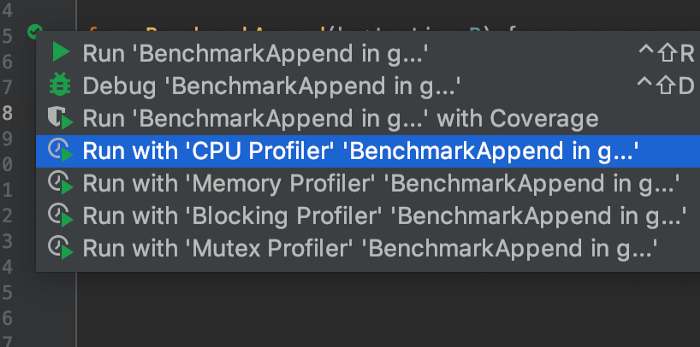 4
5
Run 'BenchmarkAppend in g...' ^⇧R
6
Debug 'BenchmarkAppend in g...' ^⇧D
7
8
Run 'BenchmarkAppend in g...' with Coverage
9
Run with 'CPU Profiler' 'BenchmarkAppend in g...'
0
1
Run with 'Memory Profiler' 'BenchmarkAppend in g...'
2
Run with 'Blocking Profiler' 'BenchmarkAppend in g...'
3
Run with 'Mutex Profiler' 'BenchmarkAppend in g...'
4
5
6
7